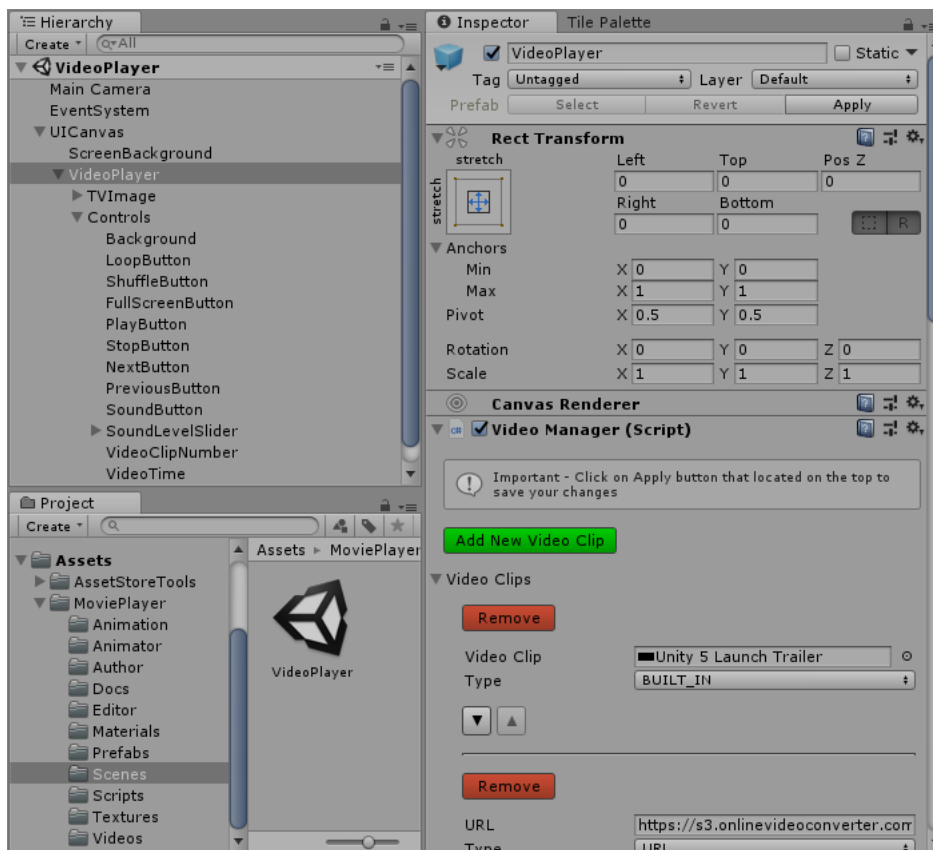 Hierarchy
Create
All
VideoPlayer
Main Camera
EventSystem
UICanvas
ScreenBackground
VideoPlayer
TVImage
Controls
Background
LoopButton
ShuffleButton
FullScreenButton
PlayButton
StopButton
NextButton
PreviousButton
SoundButton
SoundLevelSlider
VideoClipNumber
VideoTime
Project
Create
Assets
AssetStoreTools
MoviePlayer
Animation
Animator
Author
Docs
Editor
Materials
Prefabs
Scenes
Scripts
Textures
Videos
Assets MoviePlayer
VideoPlayer
Inspector Tile Palette
VideoPlayer Static
Tag Untagged Layer Default
Prefab Select Revert Apply
Rect Transform
stretch Left Top Pos Z
stretch
0 0 0
Right Bottom
0 0 R
Anchors
Min X 0 Y 0
Max X 1 Y 1
Pivot X 0.5 Y 0.5
Rotation X 0 Y 0 Z 0
Scale X 1 Y 1 Z 1
Canvas Renderer
C# Video Manager (Script)
Important - Click on Apply button that located on the top to
save your changes
Add New Video Clip
Video Clips
Remove
Video Clip Unity 5 Launch Trailer
Type BUILT_IN
Remove
URL https://s3.onlinevideoconverter.com
Type URL